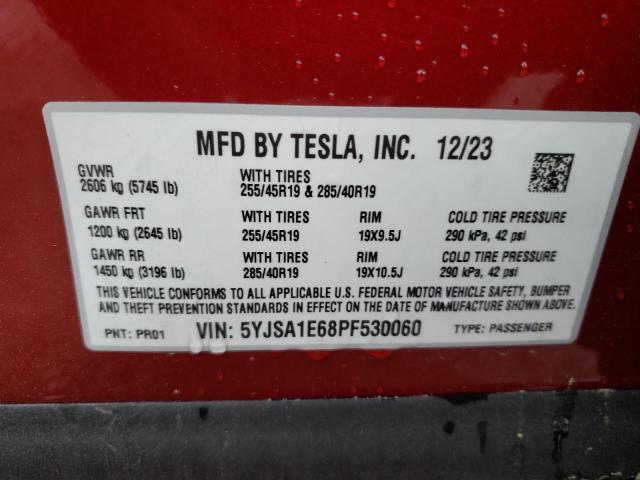 MFD BY TESLA, INC. 12/23
GVWR
2606 kg (5745 lb)
WITH TIRES
255/45R19 & 285/40R19
GAWR FRT
1200 kg (2645 lb)
WITH TIRES
255/45R19
RIM
19X9.5J
COLD TIRE PRESSURE
290 kPa, 42 psi
GAWR RR
1450 kg (3196 lb)
WITH TIRES
285/40R19
RIM
19X10.5J
COLD TIRE PRESSURE
290 kPa, 42 psi
THIS VEHICLE CONFORMS TO ALL APPLICABLE U.S. FEDERAL MOTOR VEHICLE SAFETY, BUMPER
AND THEFT PREVENTION STANDARDS IN EFFECT ON THE DATE OF MANUFACTURE SHOWN ABOVE.
PNT: PR01 VIN: 5YJSA1E68PF530060 TYPE: PASSENGER